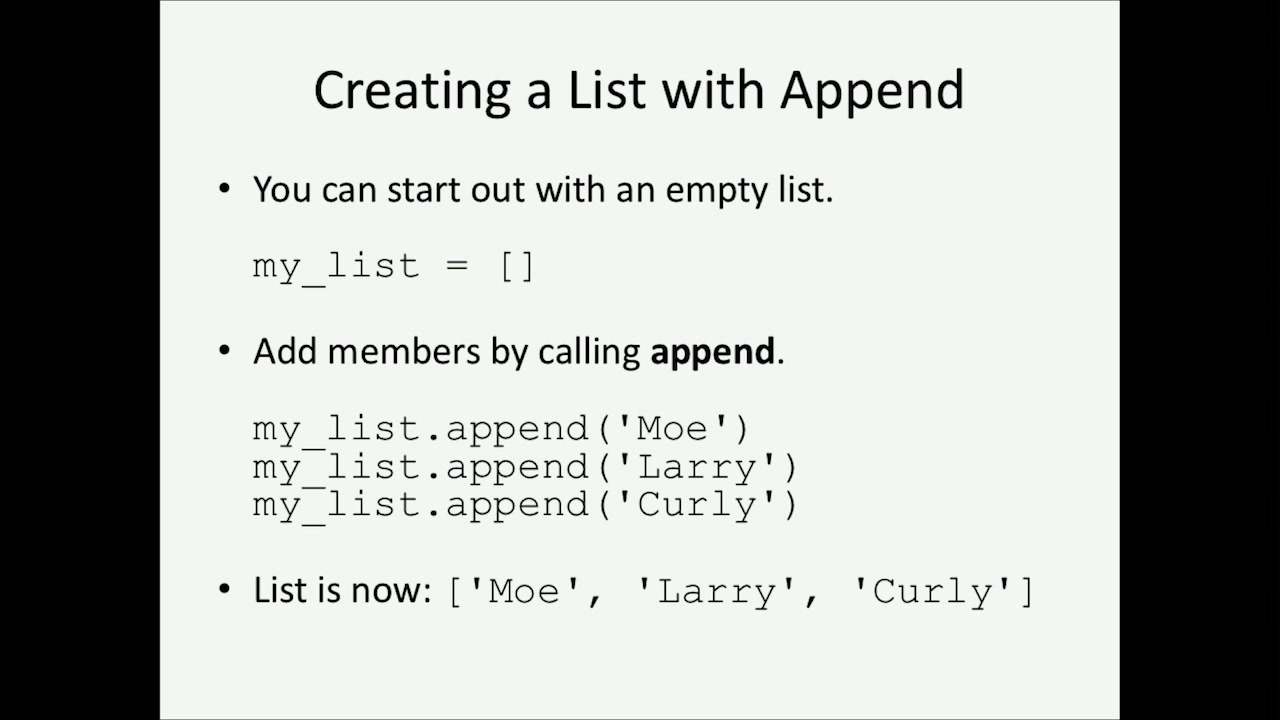 Creating a List with Append
• You can start out with an empty list.
my_list = []
• Add members by calling append.
my_list.append('Moe')
my_list.append('Larry')
my_list.append('Curly')
• List is now: ['Moe', 'Larry', 'Curly']